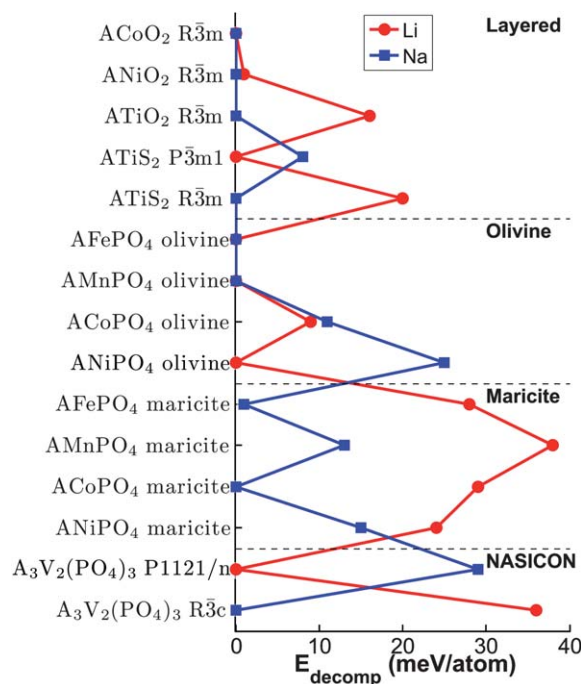 ACoO₂ R3̅m
Layered
Li
Na
ANiO₂ R3̅m
ATiO₂ R3̅m
ATiS₂ P3̅m1
ATiS₂ R3̅m
Olivine
AFePO₄ olivine
AMnPO₄ olivine
ACoPO₄ olivine
ANiPO₄ olivine
Maricite
AFePO₄ maricite
AMnPO₄ maricite
ACoPO₄ maricite
ANiPO₄ maricite
NASICON
A₃V₂(PO₄)₃ P1121/n
A₃V₂(PO₄)₃ R3̅c
0 10 20 30 40
E_decomp (meV/atom)